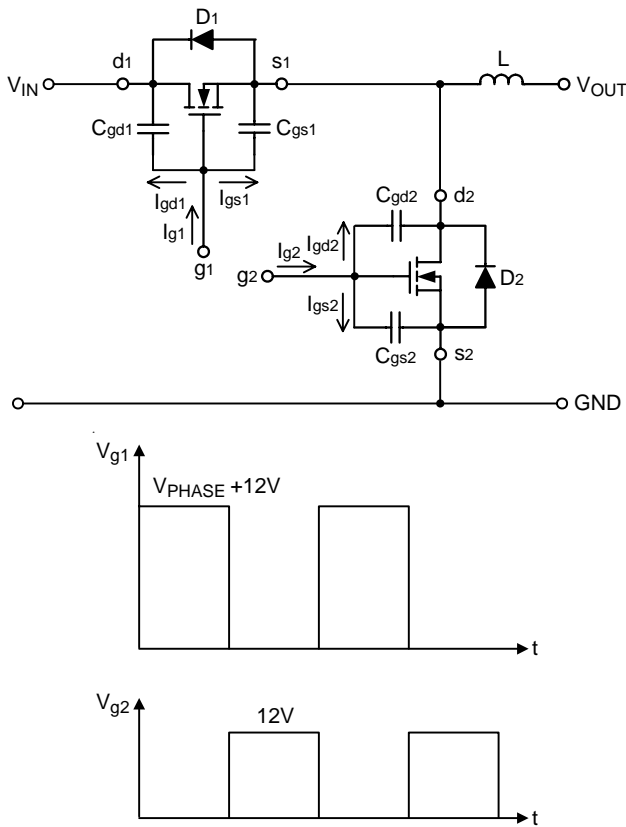 D1
d1
s1
L
VIN
VOUT
Cgd1
Cgs1
Igd1
Igs1
Ig1
g1
Cgd2
d2
Ig2
Igd2
g2
D2
Igs2
Cgs2
s2
GND
Vg1
VPHASE +12V
t
Vg2
12V
t